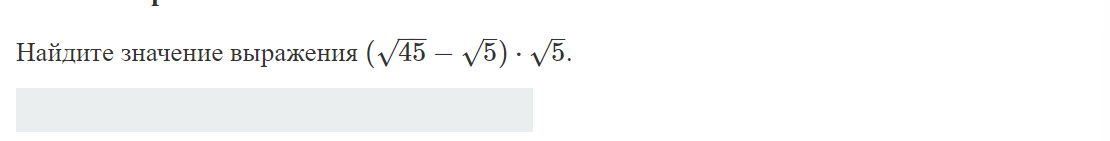 Найдите значение выражения (√45 − √5) · √5.